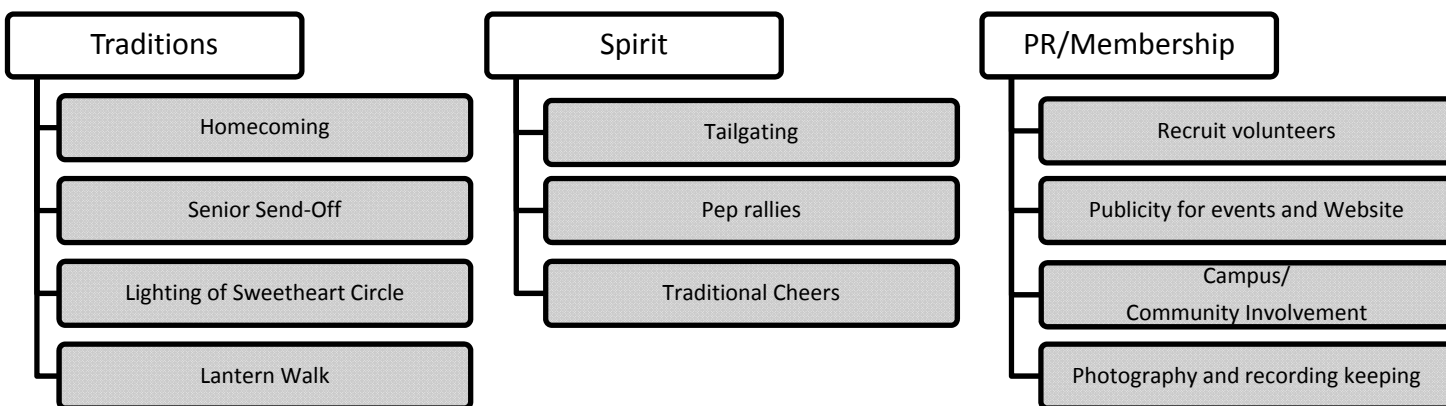 Traditions
Homecoming
Senior Send-Off
Lighting of Sweetheart Circle
Lantern Walk
Spirit
Tailgating
Pep rallies
Traditional Cheers
PR/Membership
Recruit volunteers
Publicity for events and Website
Campus/
Community Involvement
Photography and recording keeping